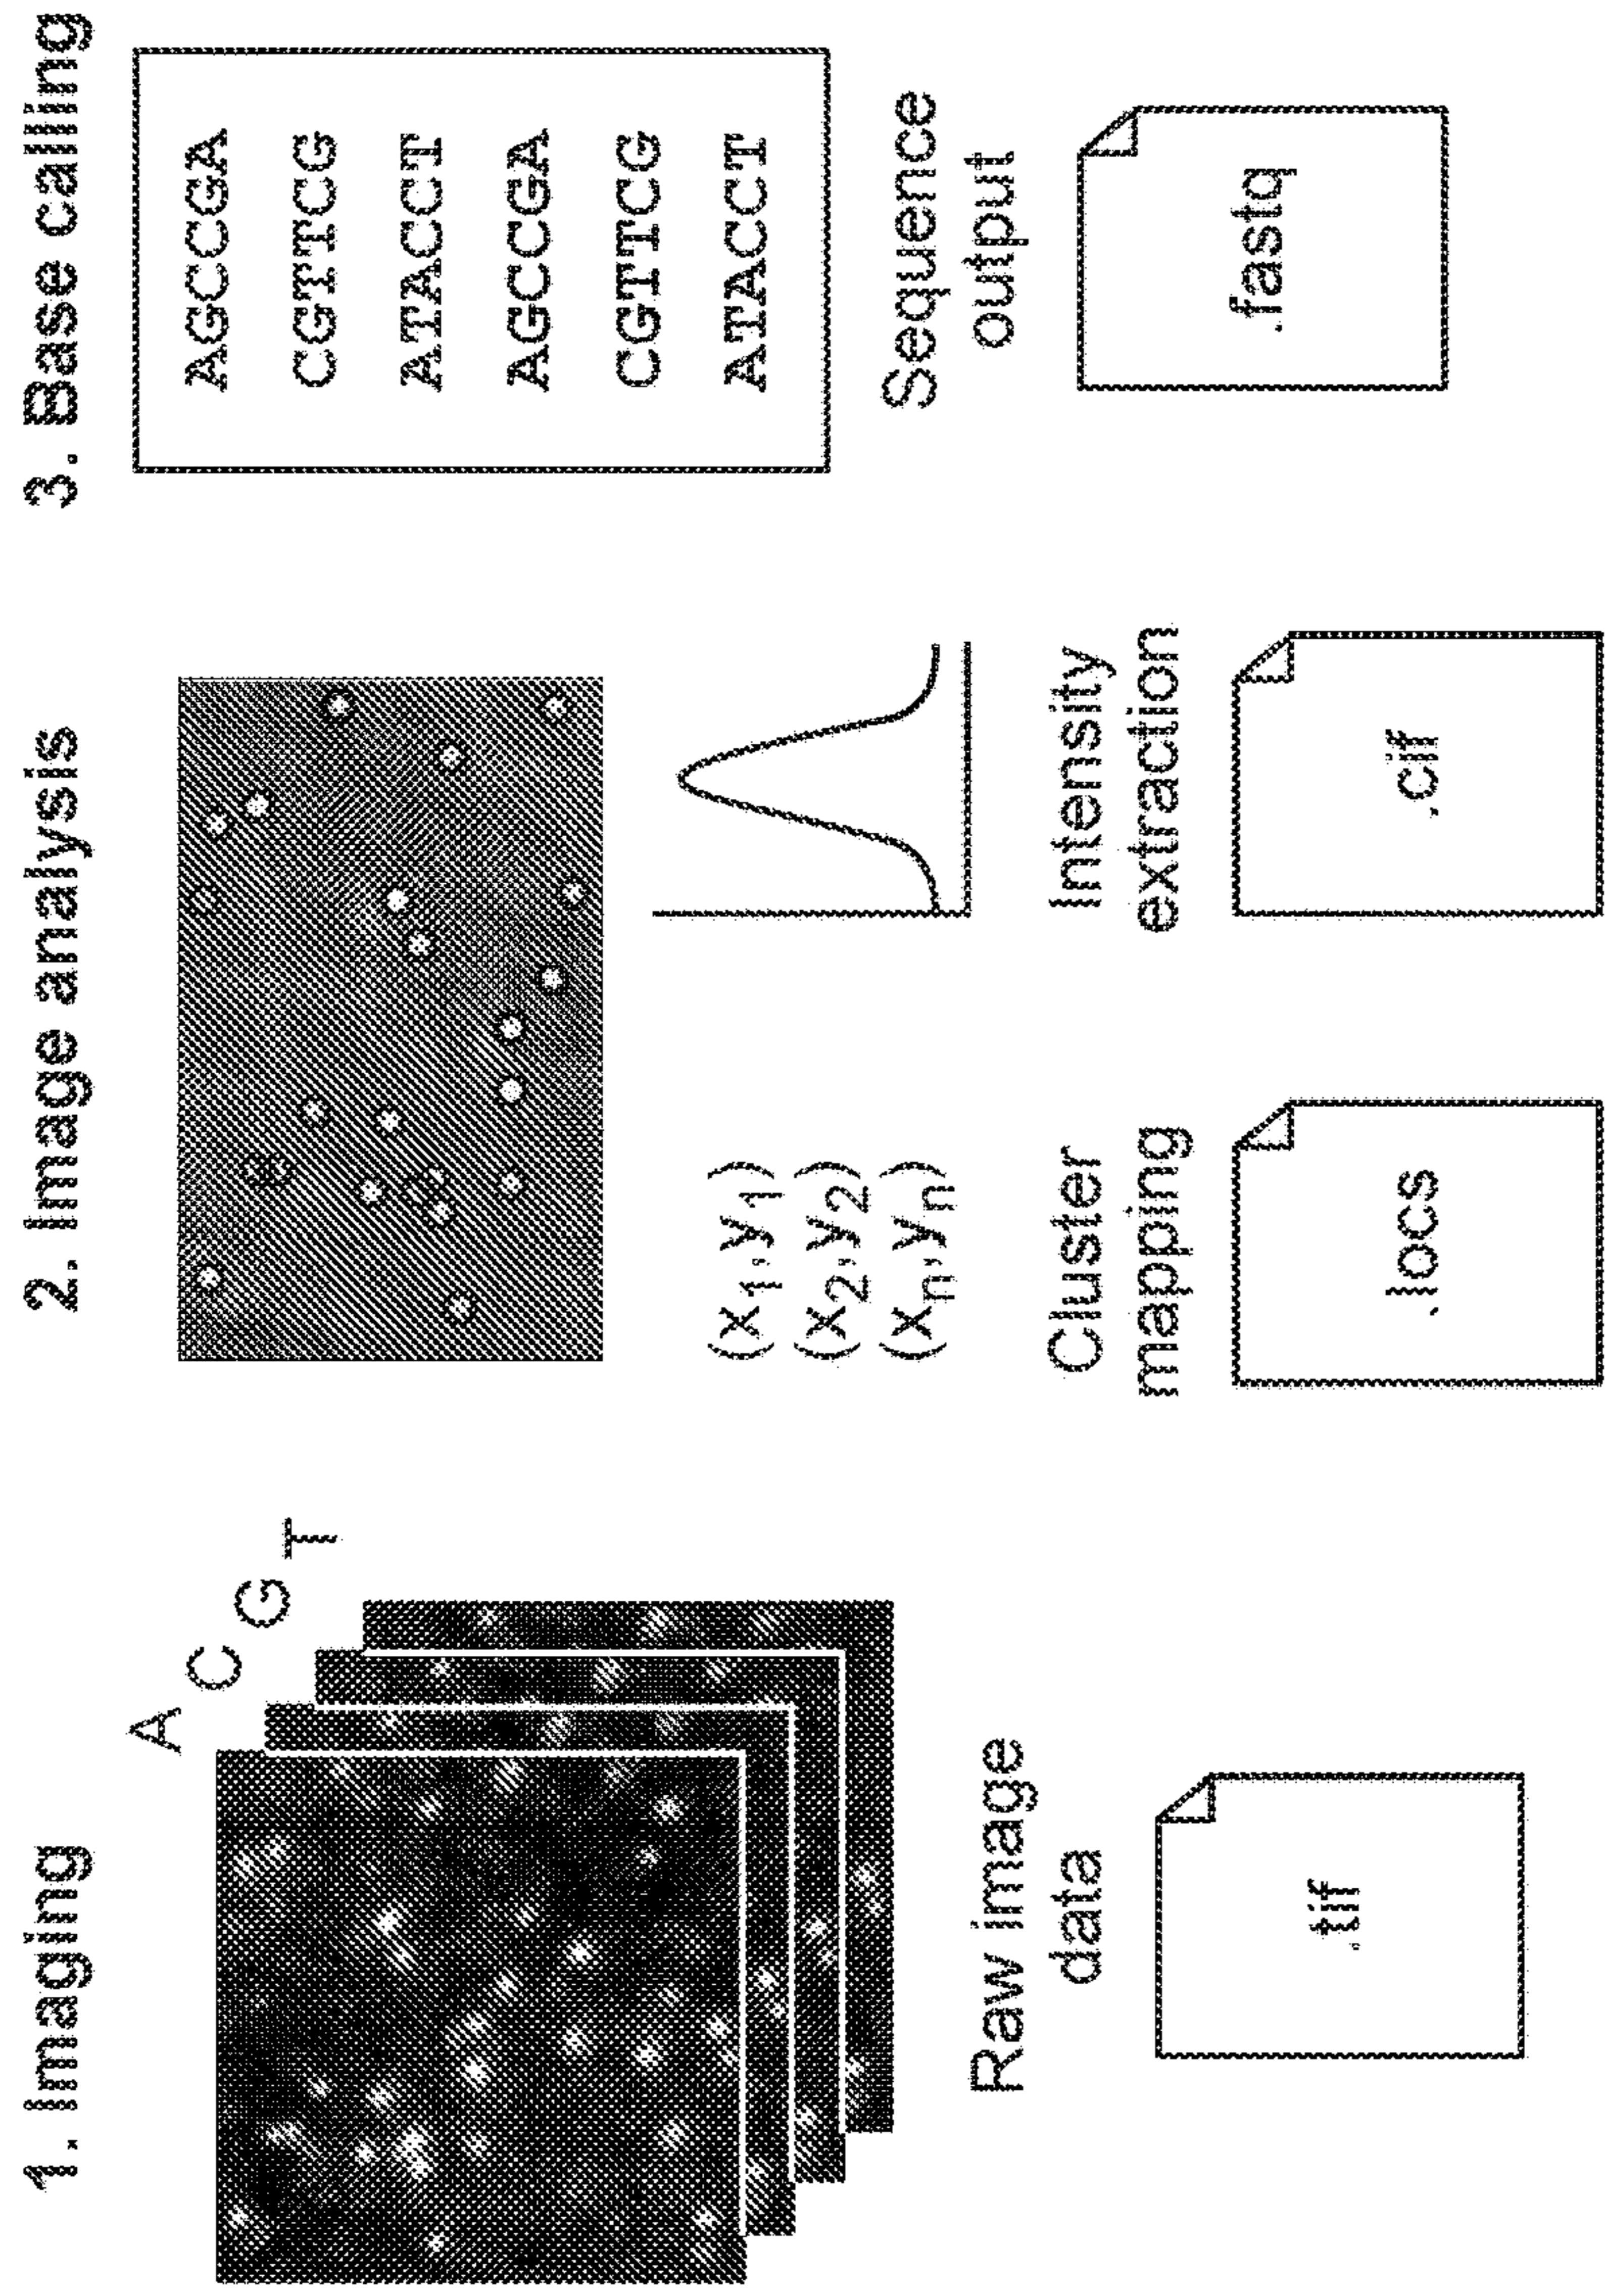 1. Imaging
A
C
G
T
Raw image
data
.tif
2. Image analysis
(x1,y1)
(x2,y2)
(xn,yn)
Cluster
mapping
.locs
Intensity
extraction
.cif
3. Base calling
AGCCGA
CGTTCG
ATACCT
AGCCGA
CGTTCG
ATACCT
Sequence
output
.fastq